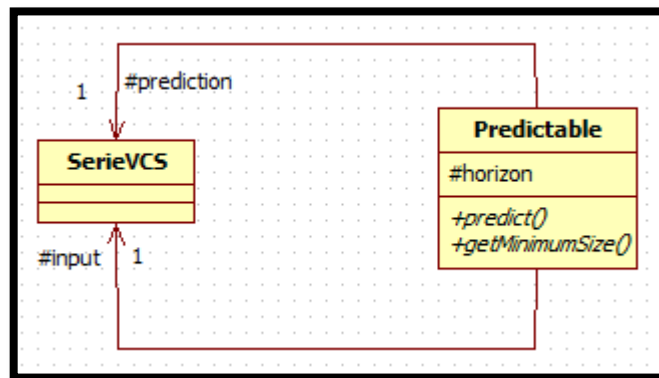 #prediction
1
SerieVCS
Predictable
#horizon
+predict()
+getMinimumSize()
#input
1